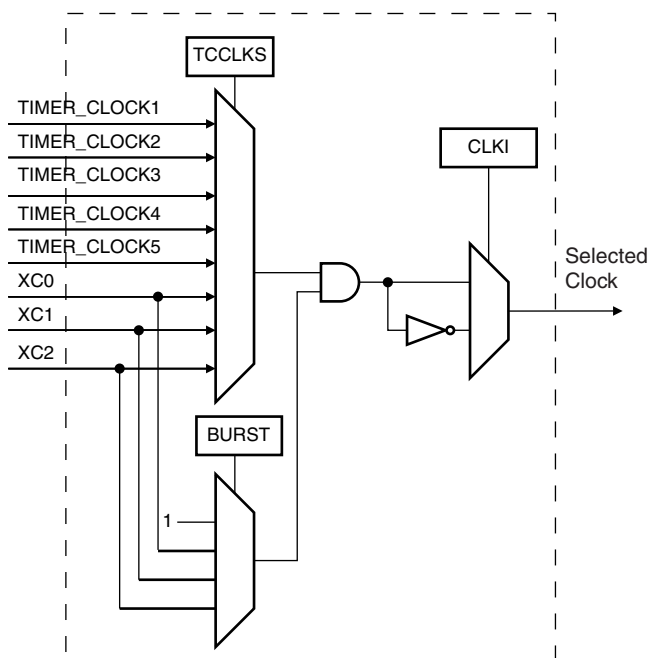 TCCLKS
TIMER_CLOCK1
TIMER_CLOCK2
TIMER_CLOCK3
TIMER_CLOCK4
TIMER_CLOCK5
XC0
XC1
XC2
CLKI
Selected
Clock
BURST
1